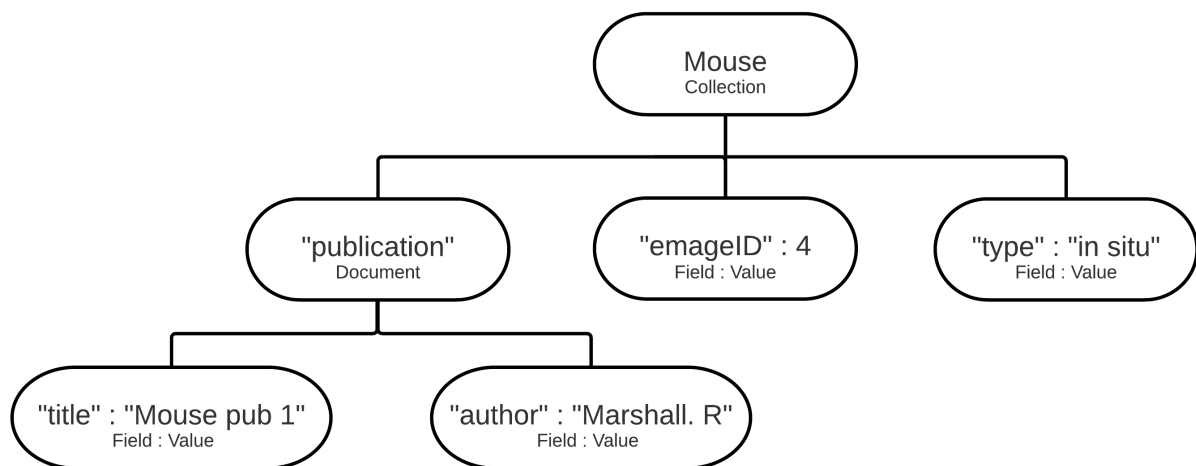 Mouse
Collection
"publication"
Document
"emageID" : 4
Field : Value
"type" : "in situ"
Field : Value
"title" : "Mouse pub 1"
Field : Value
"author" : "Marshall. R"
Field : Value